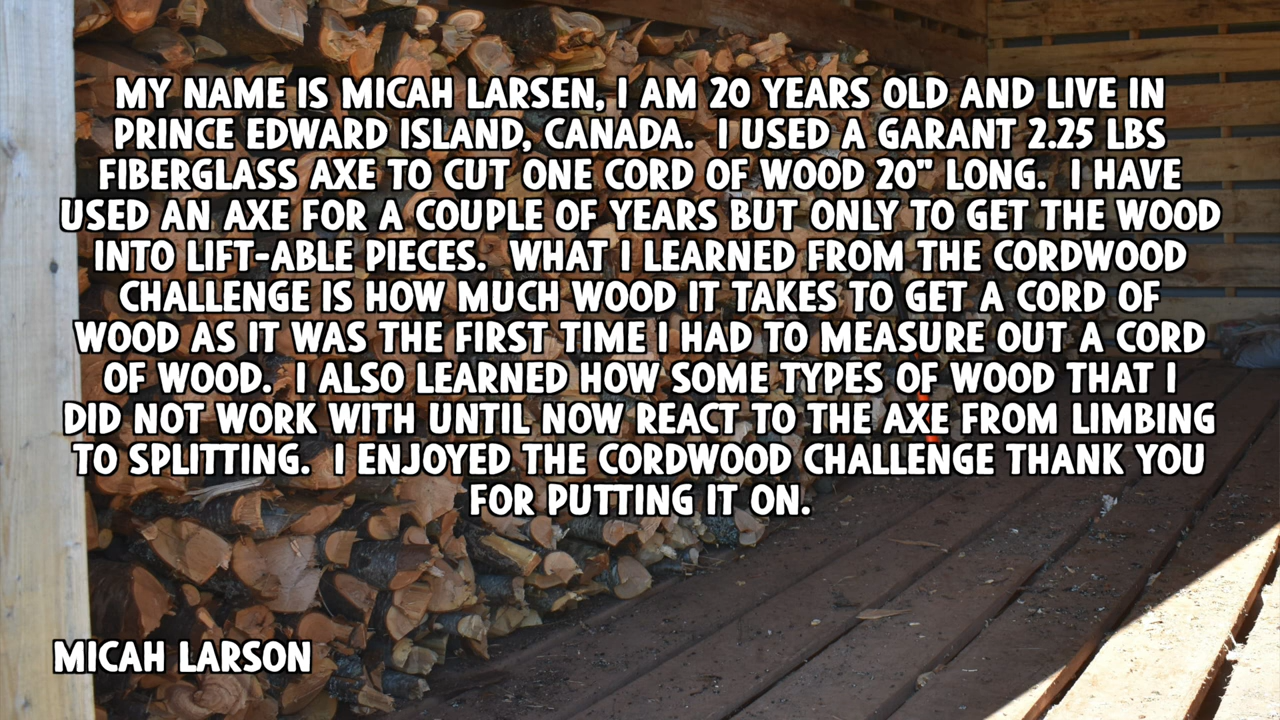 MY NAME IS MICAH LARSEN, I AM 20 YEARS OLD AND LIVE IN
PRINCE EDWARD ISLAND, CANADA.  I USED A GARANT 2.25 LBS
FIBERGLASS AXE TO CUT ONE CORD OF WOOD 20" LONG.  I HAVE
USED AN AXE FOR A COUPLE OF YEARS BUT ONLY TO GET THE WOOD
INTO LIFT-ABLE PIECES.  WHAT I LEARNED FROM THE CORDWOOD
CHALLENGE IS HOW MUCH WOOD IT TAKES TO GET A CORD OF
WOOD AS IT WAS THE FIRST TIME I HAD TO MEASURE OUT A CORD
OF WOOD.  I ALSO LEARNED HOW SOME TYPES OF WOOD THAT I
DID NOT WORK WITH UNTIL NOW REACT TO THE AXE FROM LIMBING
TO SPLITTING.  I ENJOYED THE CORDWOOD CHALLENGE THANK YOU
FOR PUTTING IT ON.
MICAH LARSON